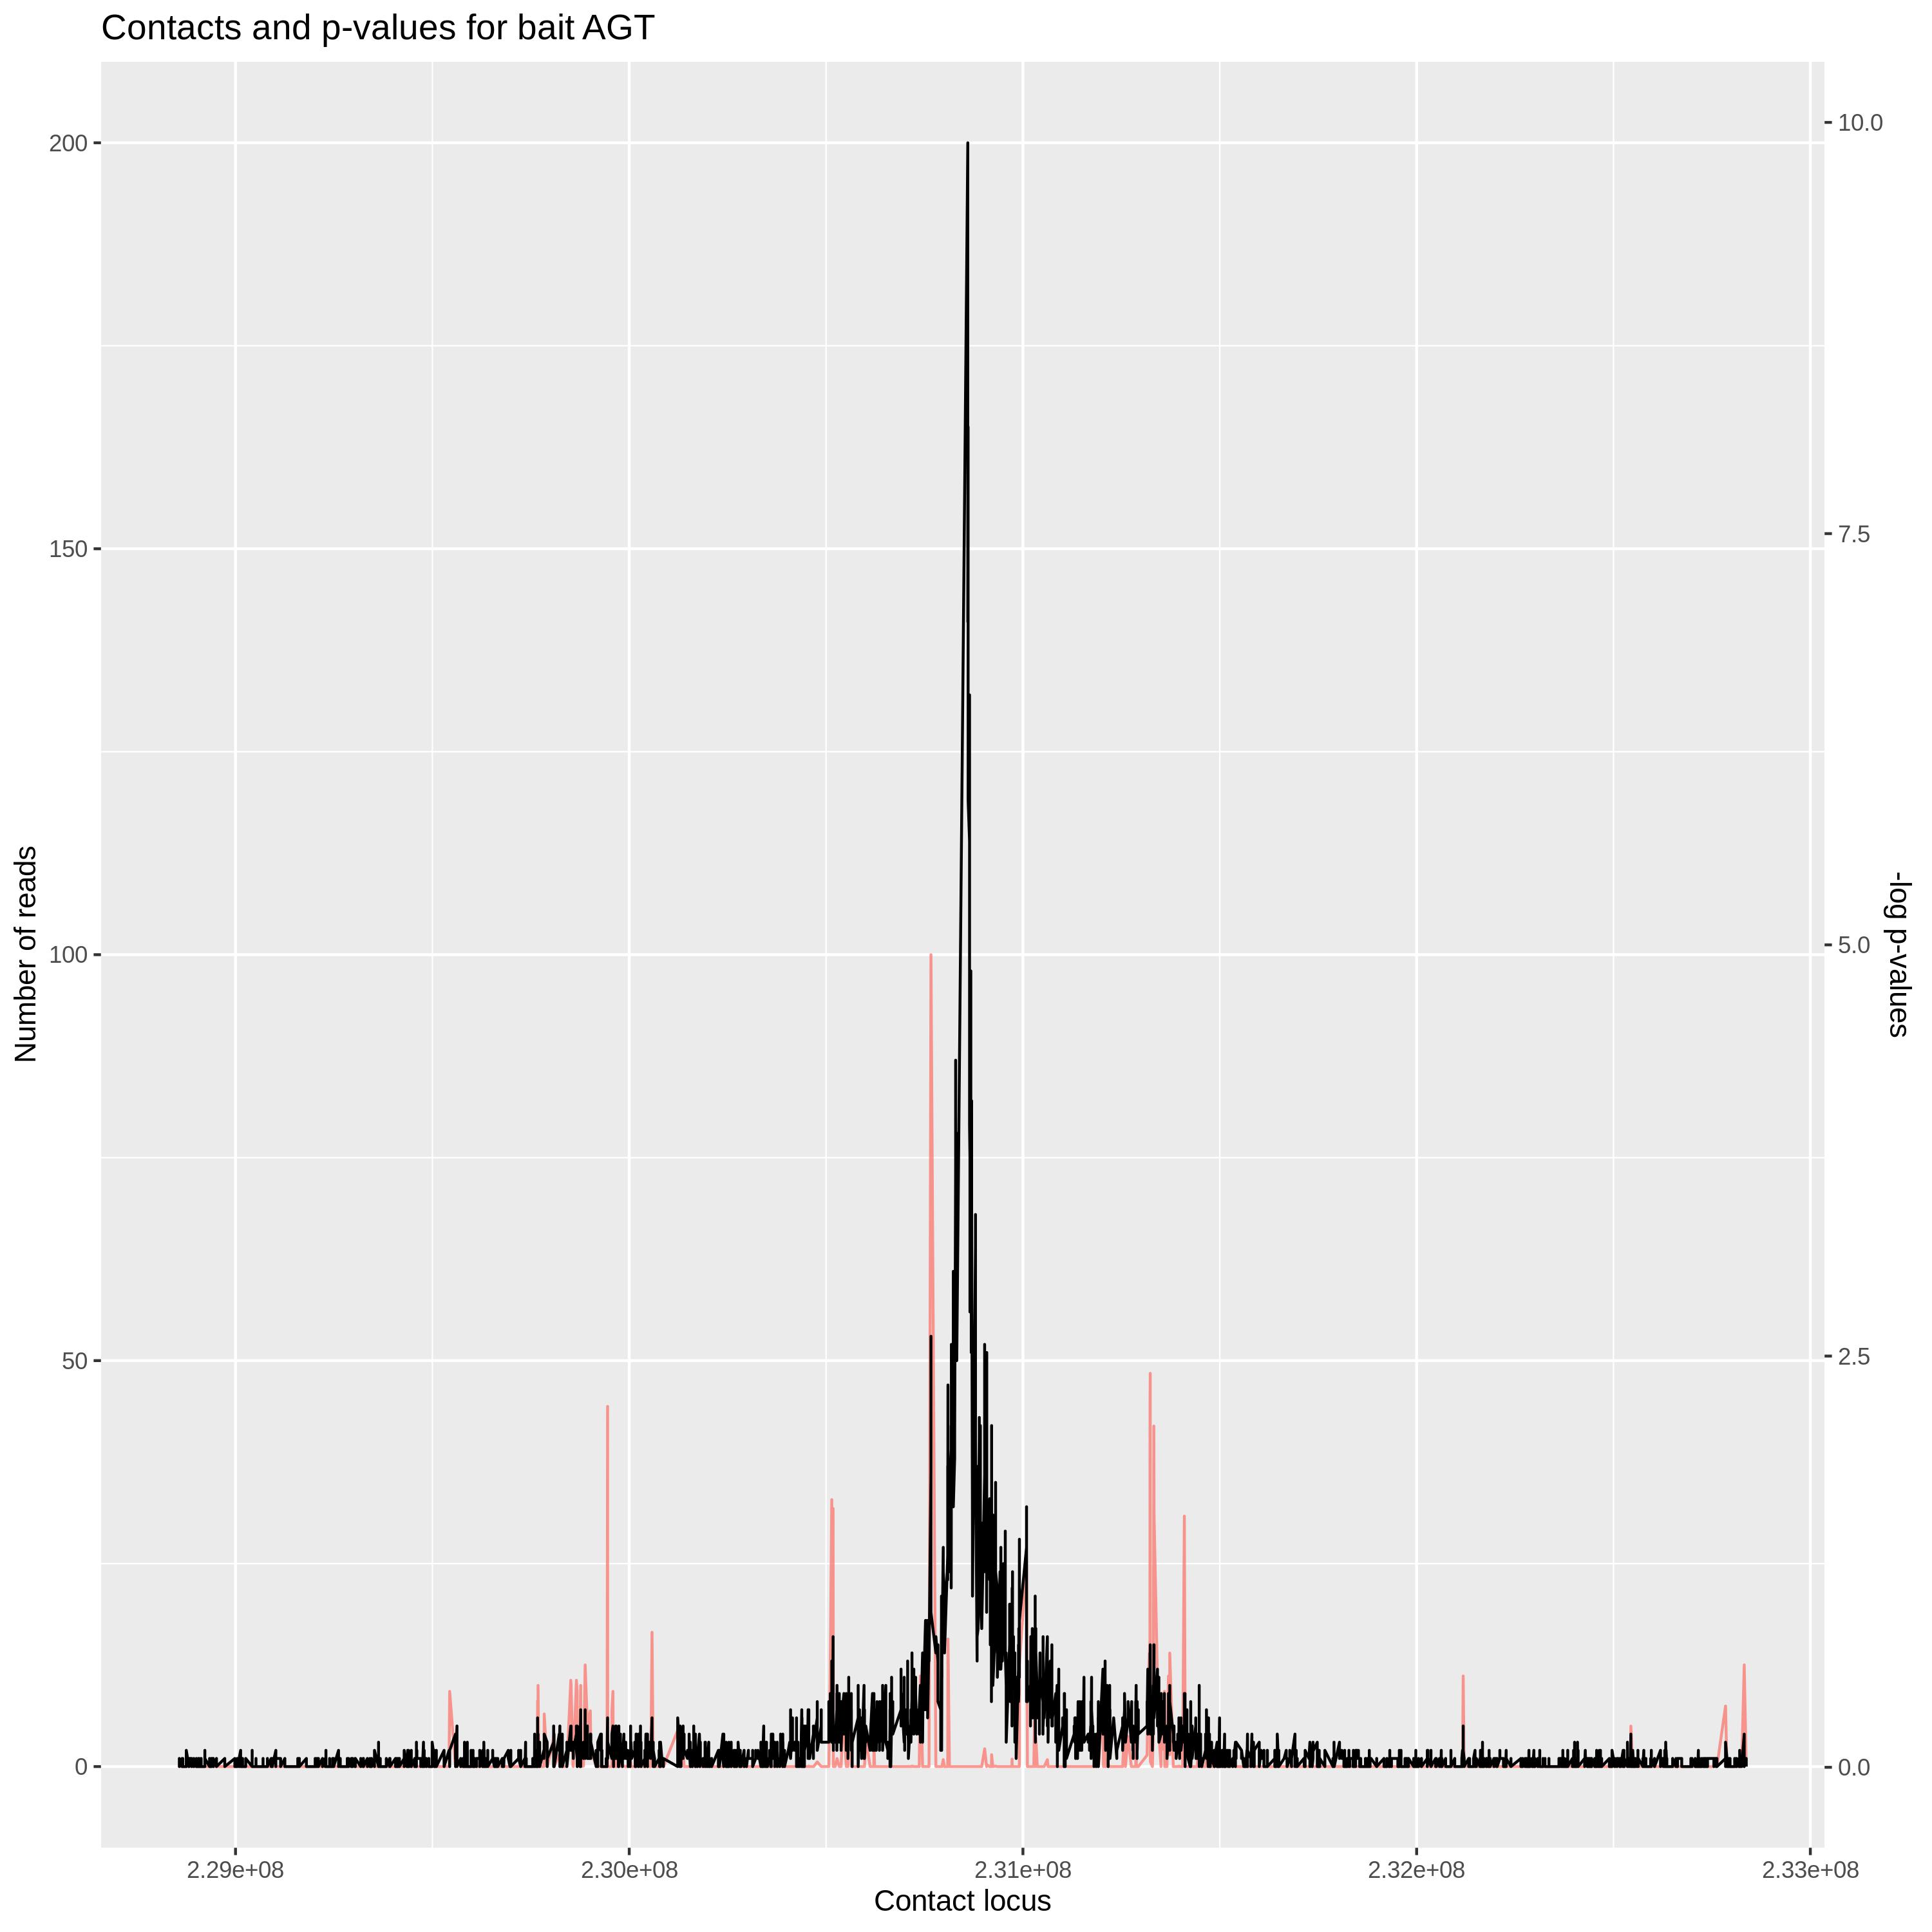 Contacts and p-values for bait AGT
200
150
100
50
0
Number of reads
10.0
7.5
5.0
2.5
0.0
-log p-values
2.29e+08
2.30e+08
2.31e+08
2.32e+08
2.33e+08
Contact locus